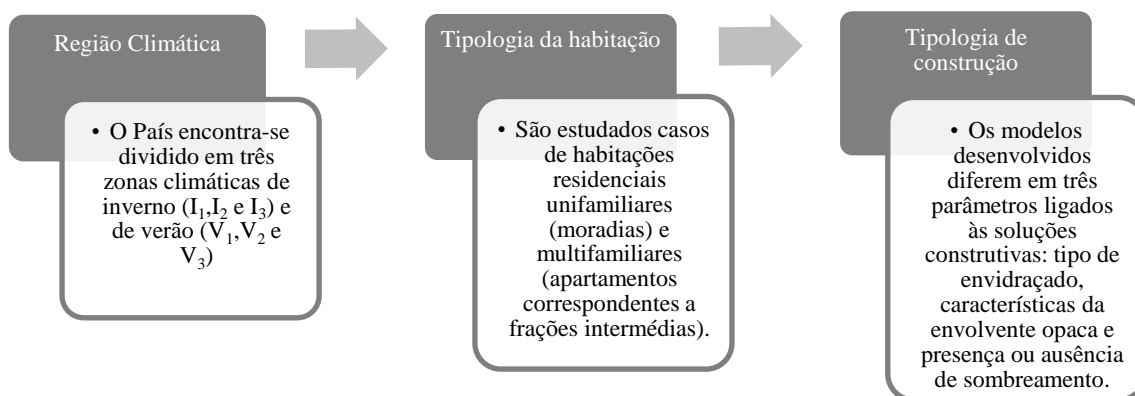 Região Climática
• O País encontra-se
dividido em três
zonas climáticas de
inverno (I₁,I₂ e I₃) e
de verão (V₁,V₂ e
V₃)
Tipologia da habitação
• São estudados casos
de habitações
residenciais
unifamiliares
(moradias) e
multifamiliares
(apartamentos
correspondentes a
frações intermédias).
Tipologia de
construção
• Os modelos
desenvolvidos
diferem em três
parâmetros ligados
às soluções
construtivas: tipo de
envidraçado,
características da
envolvente opaca e
presença ou ausência
de sombreamento.